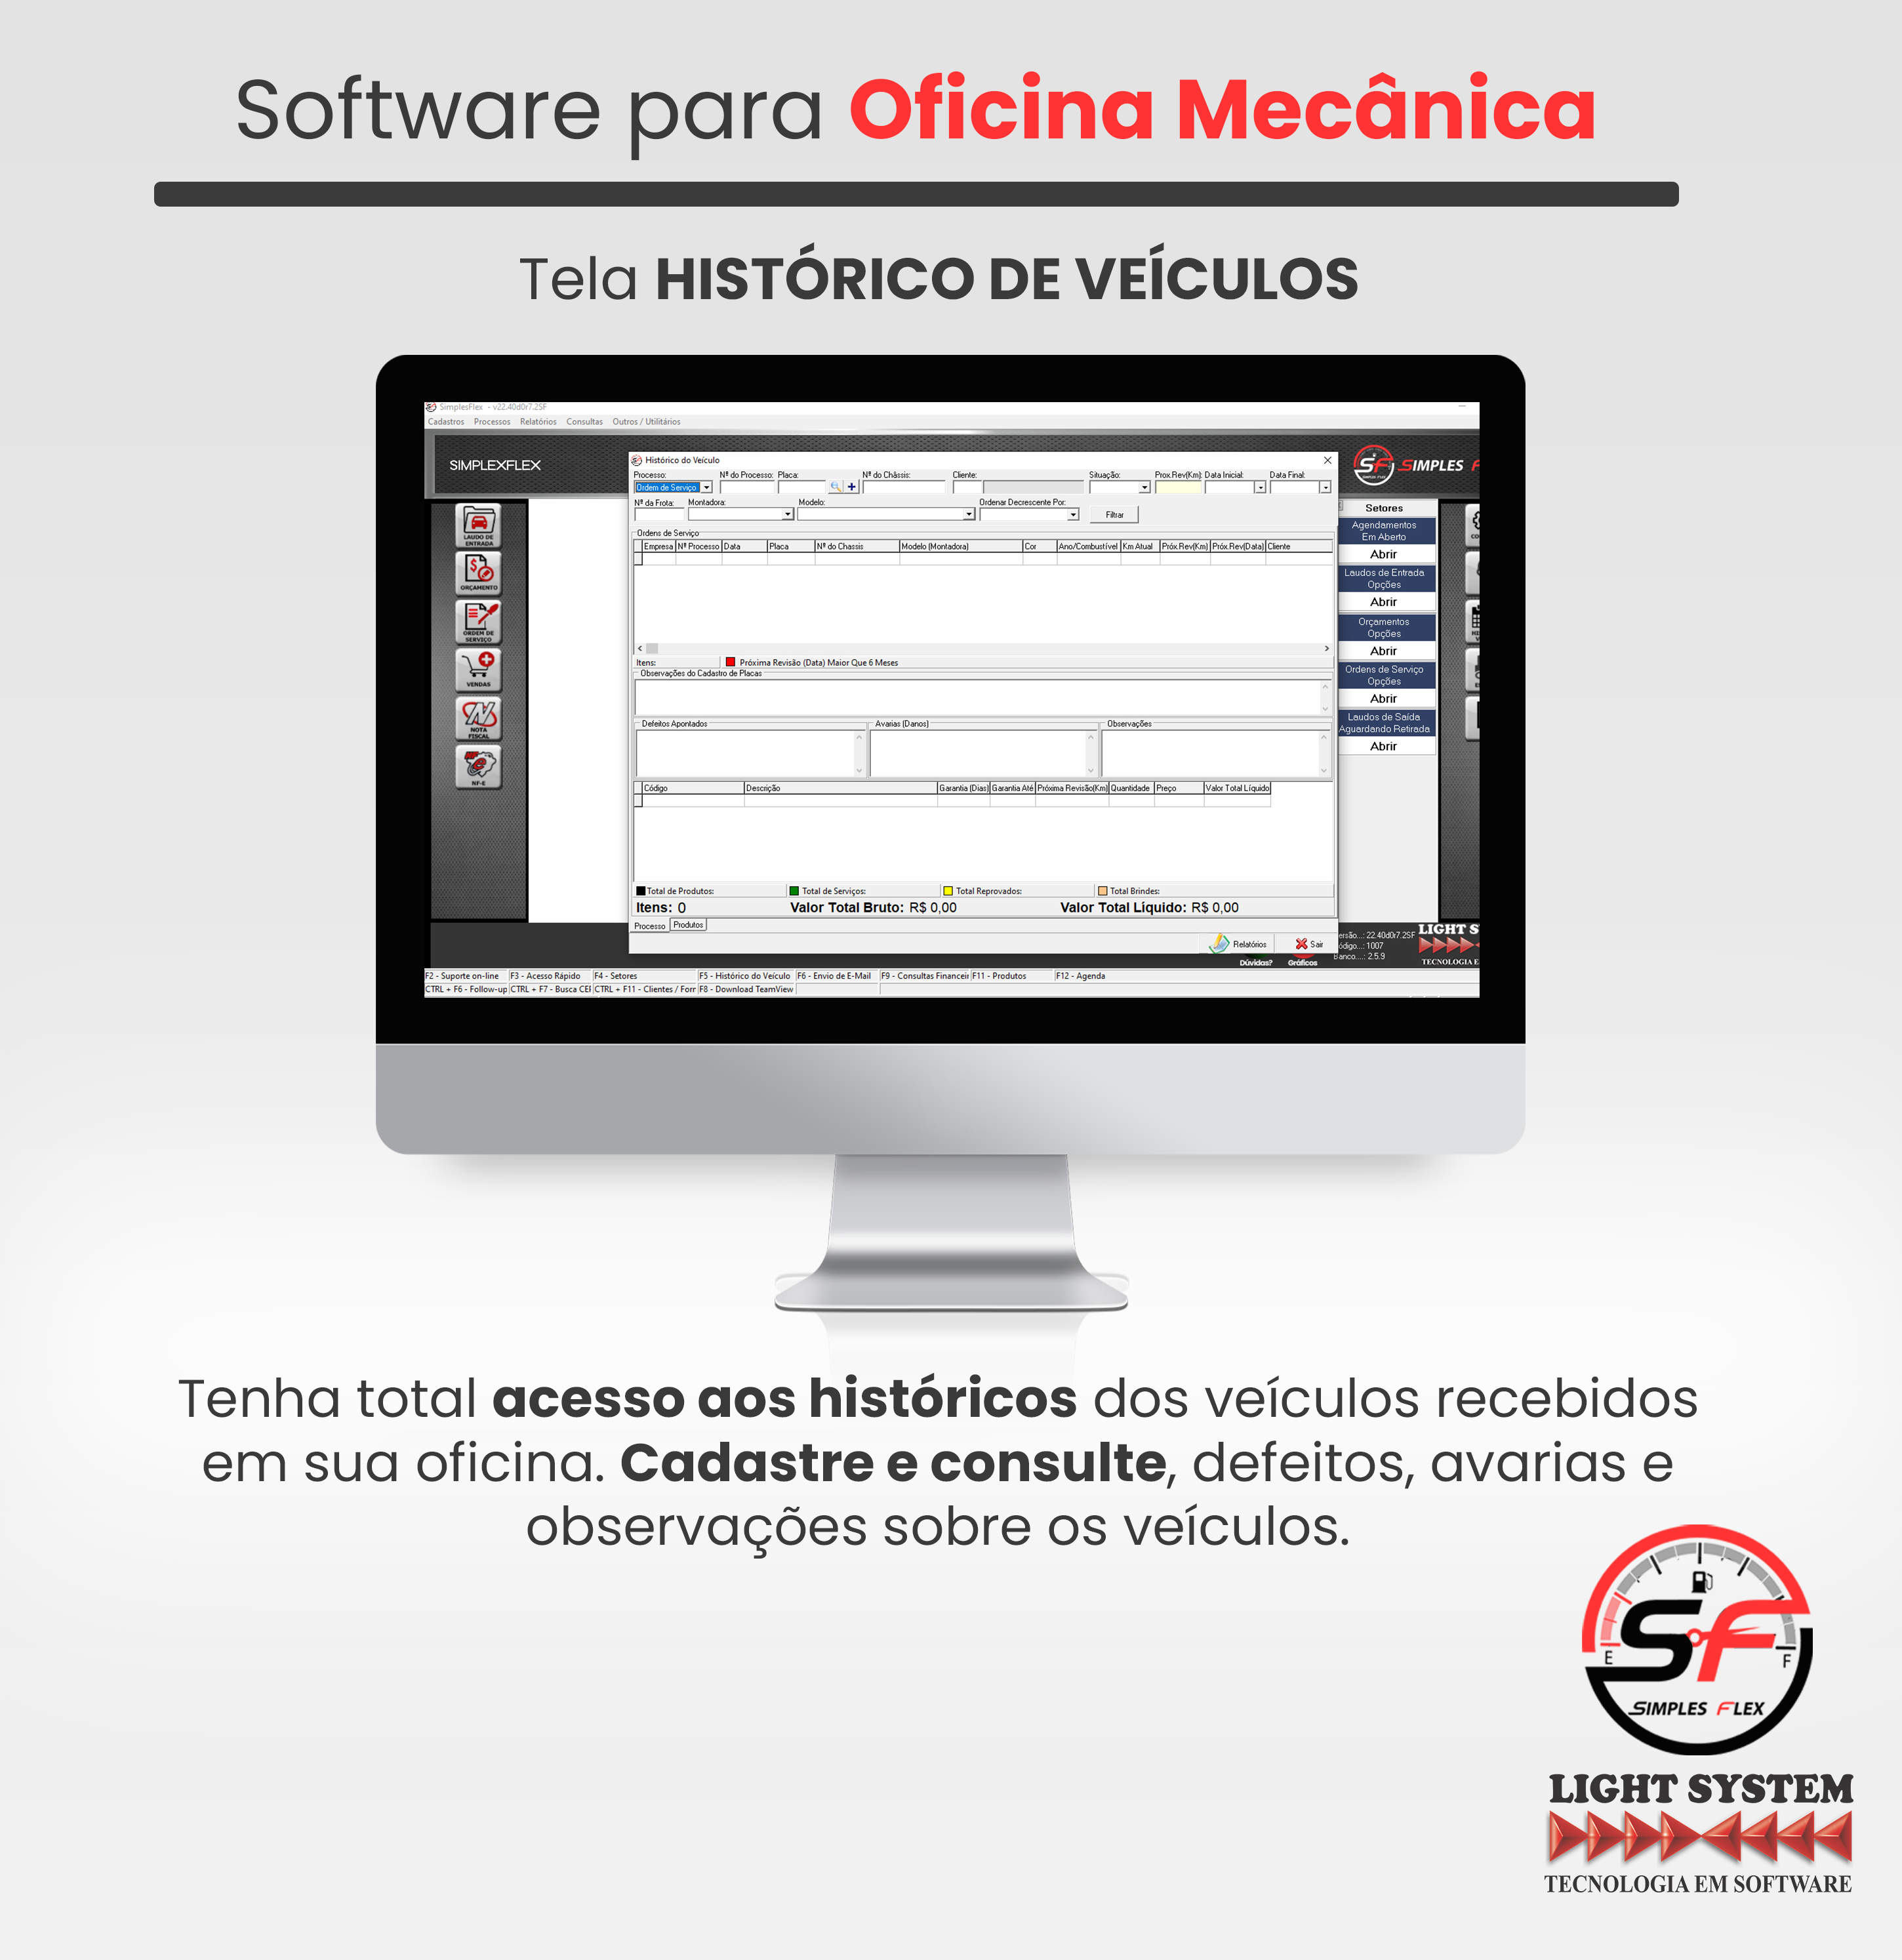 Software para Oficina Mecânica
Tela HISTÓRICO DE VEÍCULOS
SimplesFlex - v22.40d0r7.2SF
Cadastros Processos Relatórios Consultas Outros / Utilitários
SIMPLEXFLEX
SF SIMPLES F
SIMPLES FLEX
LAUDO DE
ENTRADA
ORÇAMENTO
ORDEM DE
SERVIÇO
VENDAS
NOTA
FISCAL
NF-E
Histórico do Veículo
Processo: Nº do Processo: Placa: Nº do Châssis: Cliente: Situação: Prox.Rev(Km): Data Inicial: Data Final:
Ordem de Serviço
Nº da Frota: Montadora: Modelo: Ordenar Decrescente Por:
Filtrar
Ordens de Serviço
Empresa Nº Processo Data Placa Nº do Chassis Modelo (Montadora) Cor Ano/Combustível Km Atual Próx.Rev(Km) Próx.Rev(Data) Cliente
Itens: Próxima Revisão (Data) Maior Que 6 Meses
Observações do Cadastro de Placas
Defeitos Apontados Avarias (Danos) Observações
Código Descrição Garantia (Dias) Garantia Até Próxima Revisão(Km) Quantidade Preço Valor Total Líquido
Total de Produtos: Total de Serviços: Total Reprovados: Total Brindes:
Itens: 0 Valor Total Bruto: R$ 0,00 Valor Total Líquido: R$ 0,00
Processo Produtos
Relatórios Sair
Setores
Agendamentos
Em Aberto
Abrir
Laudos de Entrada
Opções
Abrir
Orçamentos
Opções
Abrir
Ordens de Serviço
Opções
Abrir
Laudos de Saída
Aguardando Retirada
Abrir
Dúvidas? Gráficos
ersão...: 22.40d0r7.2SF
ódigo...: 1007
Banco....: 2.5.9
LIGHT S
TECNOLOGIA E
F2 - Suporte on-line F3 - Acesso Rápido F4 - Setores F5 - Histórico do Veículo F6 - Envio de E-Mail F9 - Consultas Financeir F11 - Produtos F12 - Agenda
CTRL + F6 - Follow-up CTRL + F7 - Busca CEI CTRL + F11 - Clientes / Forr F8 - Download TeamView
Tenha total acesso aos históricos dos veículos recebidos
em sua oficina. Cadastre e consulte, defeitos, avarias e
observações sobre os veículos.
SF
E F
SIMPLES FLEX
LIGHT SYSTEM
TECNOLOGIA EM SOFTWARE